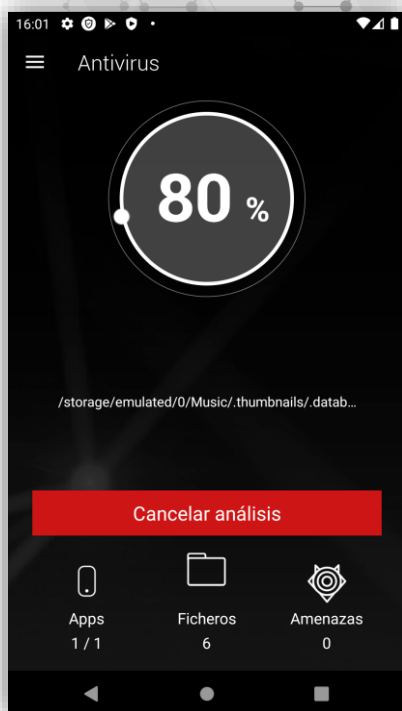 16:01
Antivirus
80 %
/storage/emulated/0/Music/.thumbnails/.datab...
Cancelar análisis
Apps
Ficheros
Amenazas
1 / 1
6
0